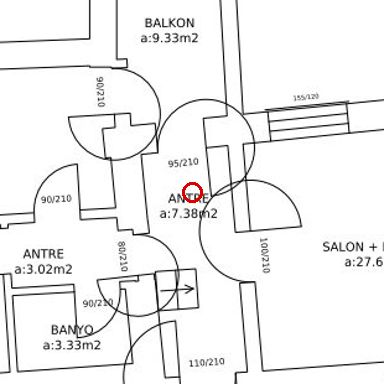 BALKON
a:9.33m2
90/210
155/120
95/210
ANTRE
a:7.38m2
90/210
ANTRE
a:3.02m2
80/210
100/210
SALON +
a:27.6
90/210
BANYO
a:3.33m2
110/210